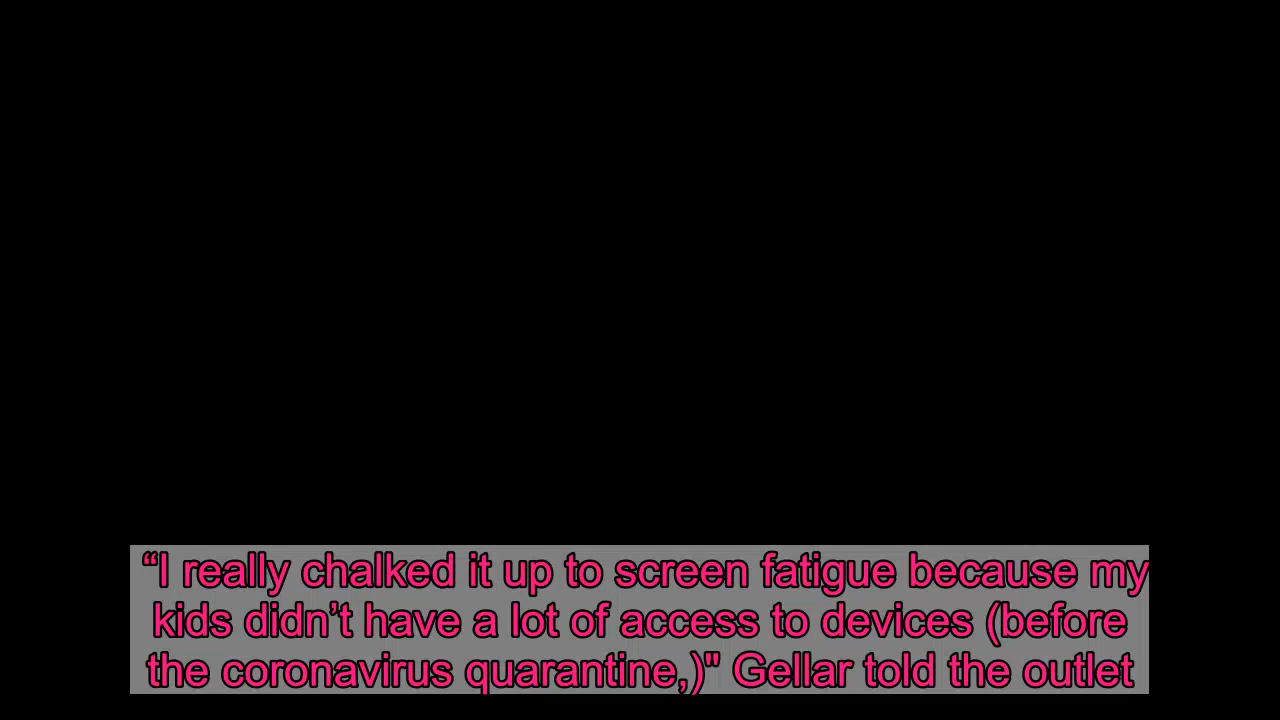 “I really chalked it up to screen fatigue because my
kids didn’t have a lot of access to devices (before
the coronavirus quarantine,)" Gellar told the outlet